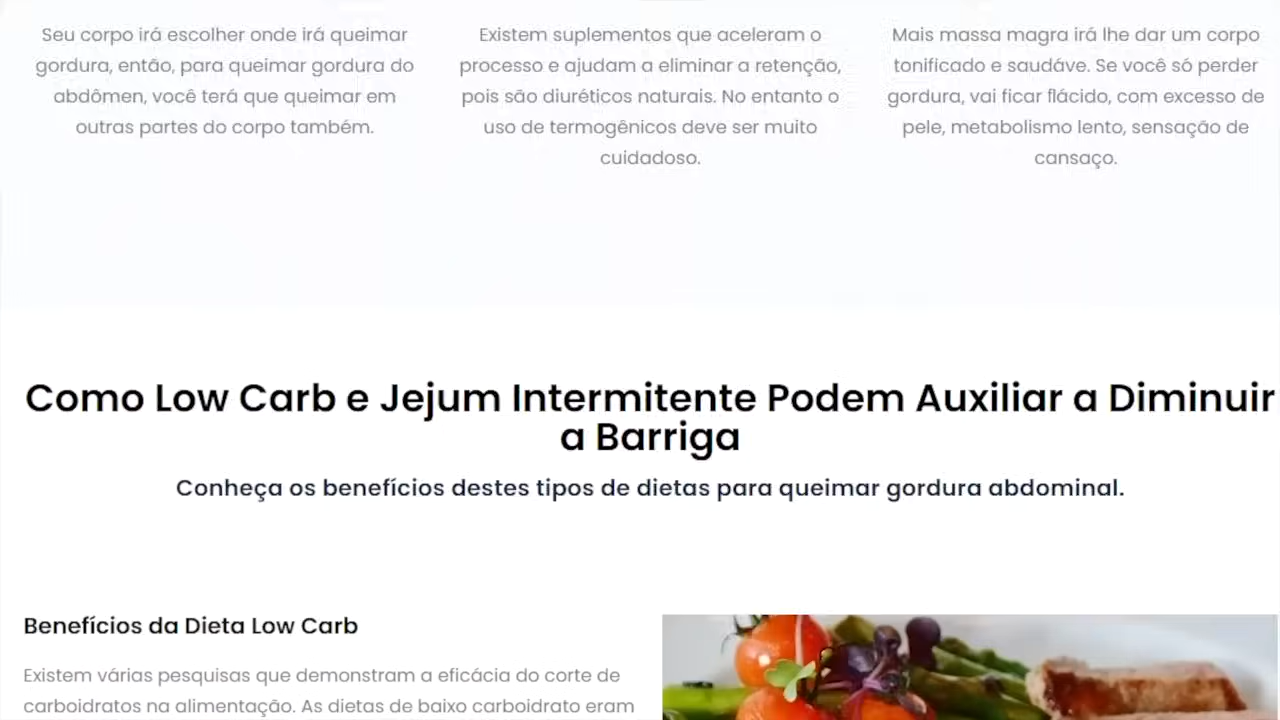 Seu corpo irá escolher onde irá queimar
gordura, então, para queimar gordura do
abdômen, você terá que queimar em
outras partes do corpo também.
Existem suplementos que aceleram o
processo e ajudam a eliminar a retenção,
pois são diuréticos naturais. No entanto o
uso de termogênicos deve ser muito
cuidadoso.
Mais massa magra irá lhe dar um corpo
tonificado e saudáve. Se você só perder
gordura, vai ficar flácido, com excesso de
pele, metabolismo lento, sensação de
cansaço.
Como Low Carb e Jejum Intermitente Podem Auxiliar a Diminuir
a Barriga
Conheça os benefícios destes tipos de dietas para queimar gordura abdominal.
Benefícios da Dieta Low Carb
Existem várias pesquisas que demonstram a eficácia do corte de
carboidratos na alimentação. As dietas de baixo carboidrato eram